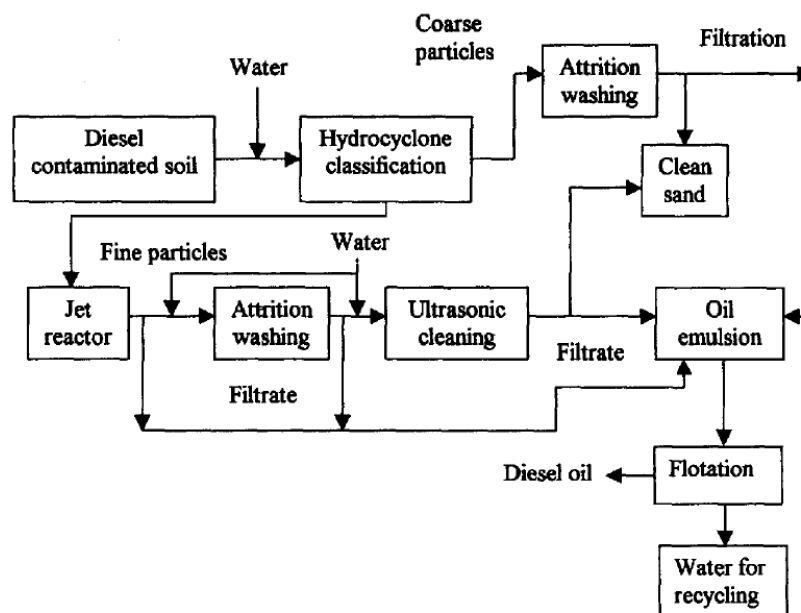 Coarse
particles
Filtration
Water
Attrition
washing
Diesel
contaminated soil
Hydrocyclone
classification
Clean
sand
Fine particles
Water
Jet
reactor
Attrition
washing
Ultrasonic
cleaning
Oil
emulsion
Filtrate
Filtrate
Diesel oil
Flotation
Water for
recycling